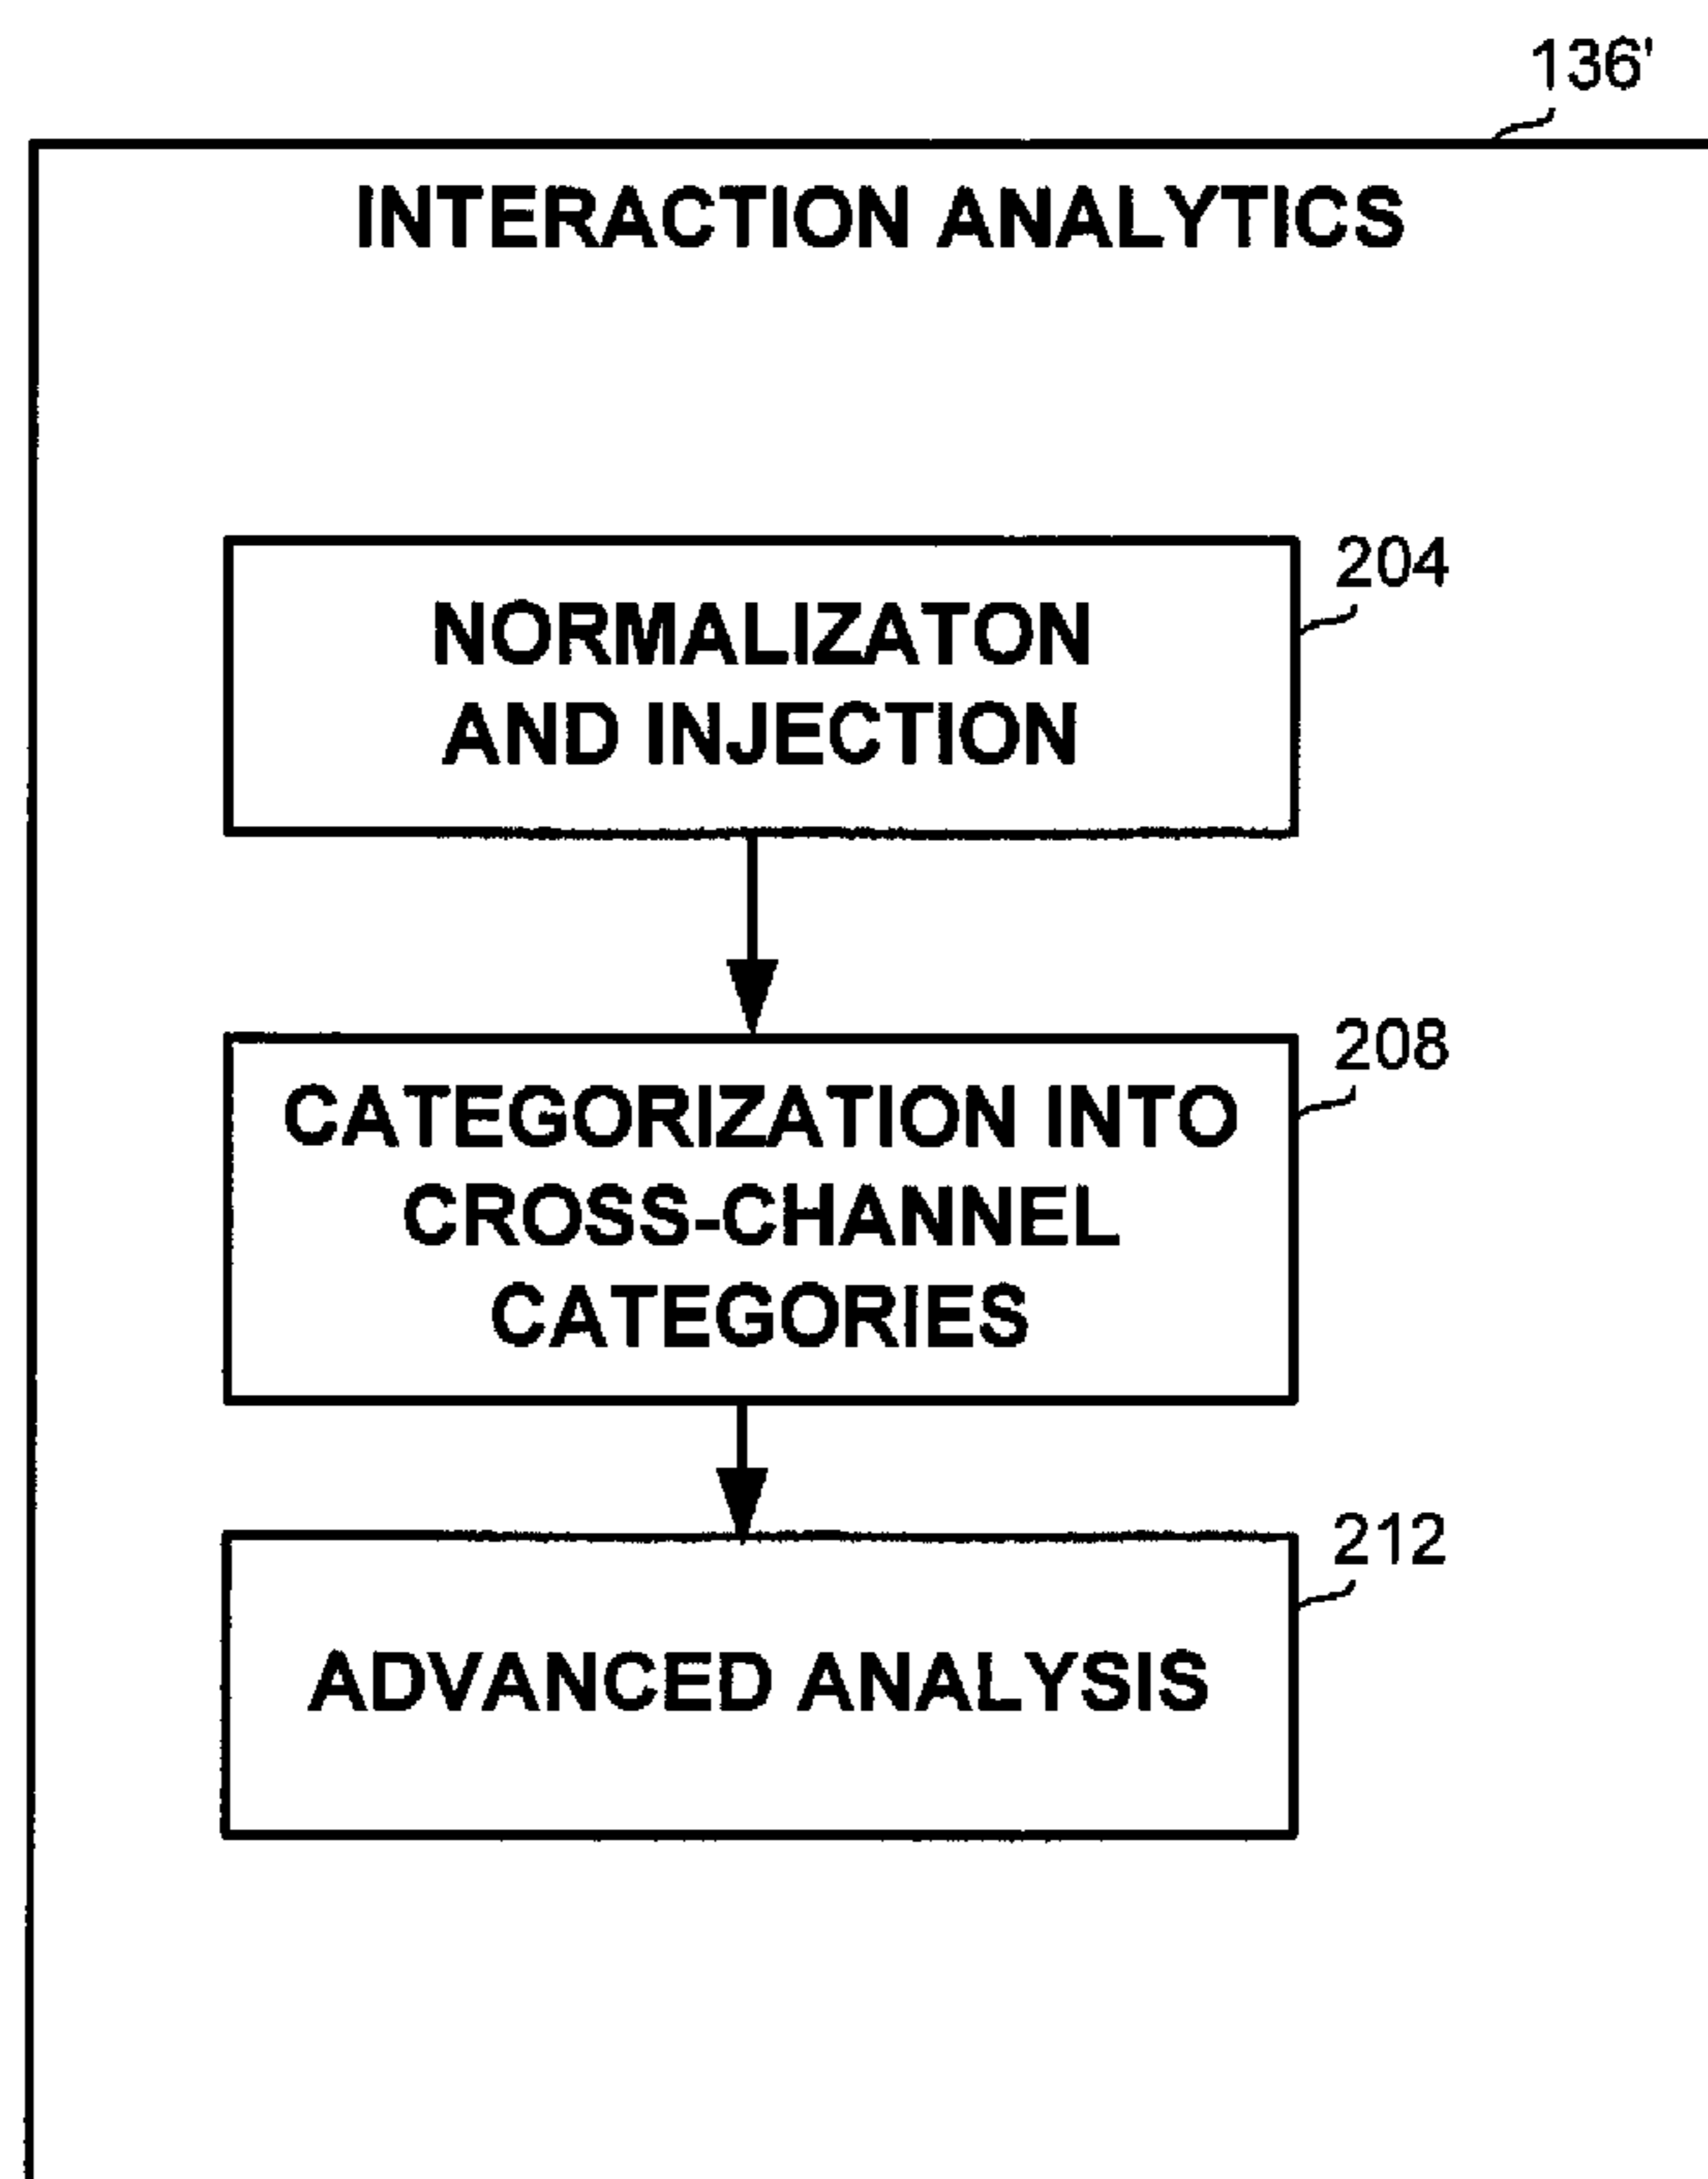 136'
INTERACTION ANALYTICS
204
NORMALIZATON
AND INJECTION
208
CATEGORIZATION INTO
CROSS-CHANNEL
CATEGORIES
212
ADVANCED ANALYSIS